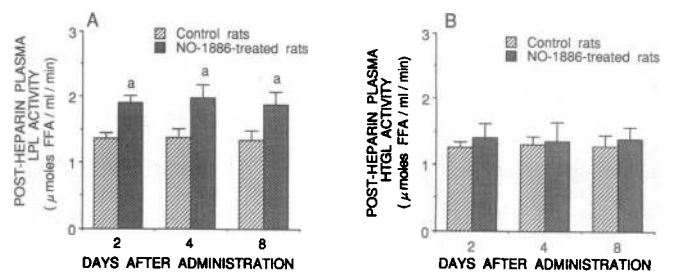 A
Control rats
NO-1886-treated rats
POST-HEPARIN PLASMA
LPL ACTIVITY
(μmoles FFA/ml/min)
3
2
1
0
a
a
a
2
4
8
DAYS AFTER ADMINISTRATION
B
Control rats
NO-1886-treated rats
POST-HEPARIN PLASMA
HTGL ACTIVITY
(μmoles FFA/ml/min)
3
2
1
0
2
4
8
DAYS AFTER ADMINISTRATION